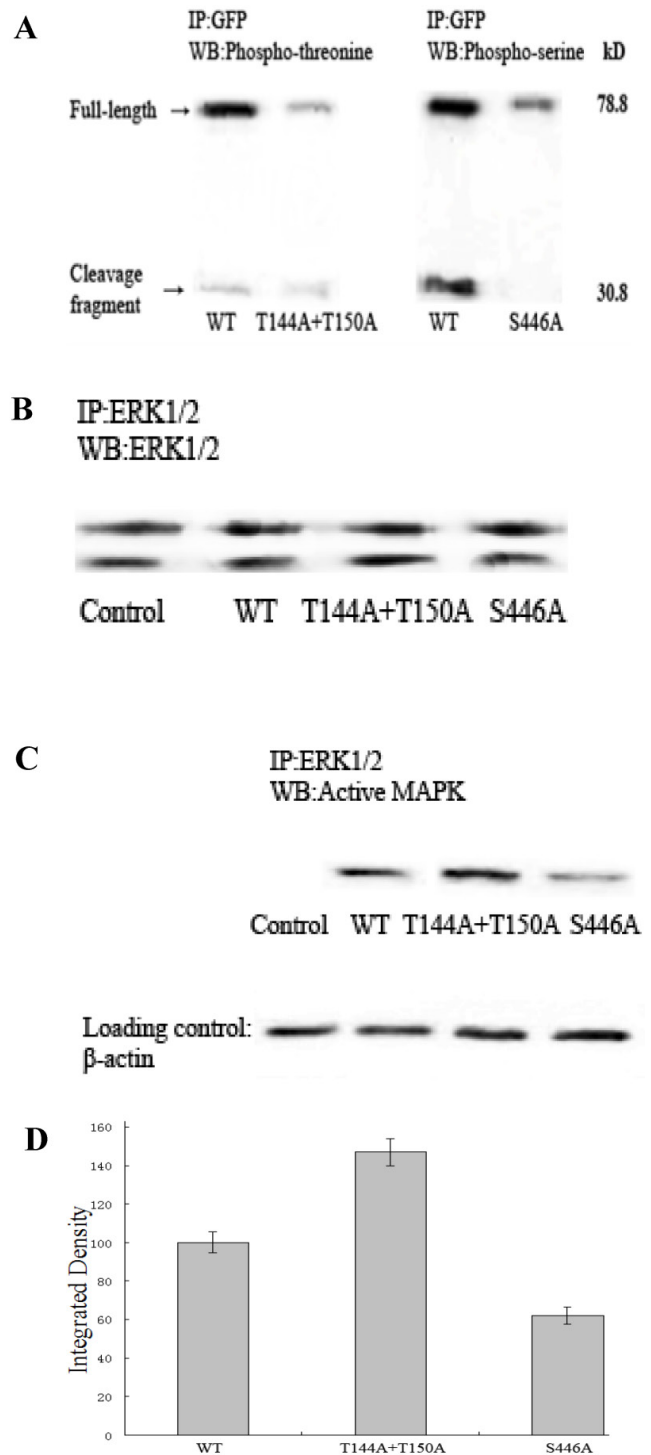 A
IP:GFP
WB:Phospho-threonine
IP:GFP
WB:Phospho-serine kD
Full-length →
78.8
Cleavage
fragment →
30.8
WT T144A+T150A WT S446A
B
IP:ERK1/2
WB:ERK1/2
Control WT T144A+T150A S446A
C
IP:ERK1/2
WB:Active MAPK
Control WT T144A+T150A S446A
Loading control:
β-actin
D
Integrated Density
160
140
120
100
80
60
40
20
0
WT T144A+T150A S446A